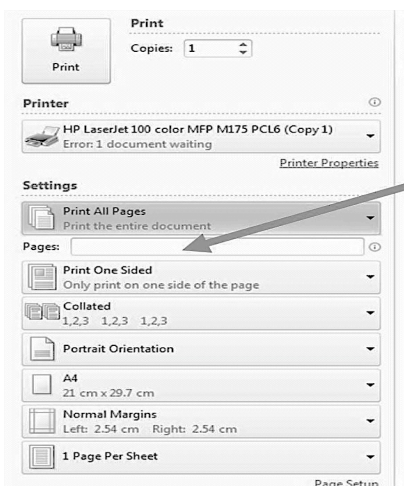 Print
Copies: 1
Print
Printer
HP LaserJet 100 color MFP M175 PCL6 (Copy 1)
Error: 1 document waiting
Printer Properties
Settings
Print All Pages
Print the entire document
Pages:
Print One Sided
Only print on one side of the page
Collated
1,2,3 1,2,3 1,2,3
Portrait Orientation
A4
21 cm x 29.7 cm
Normal Margins
Left: 2.54 cm Right: 2.54 cm
1 Page Per Sheet
Page Setup